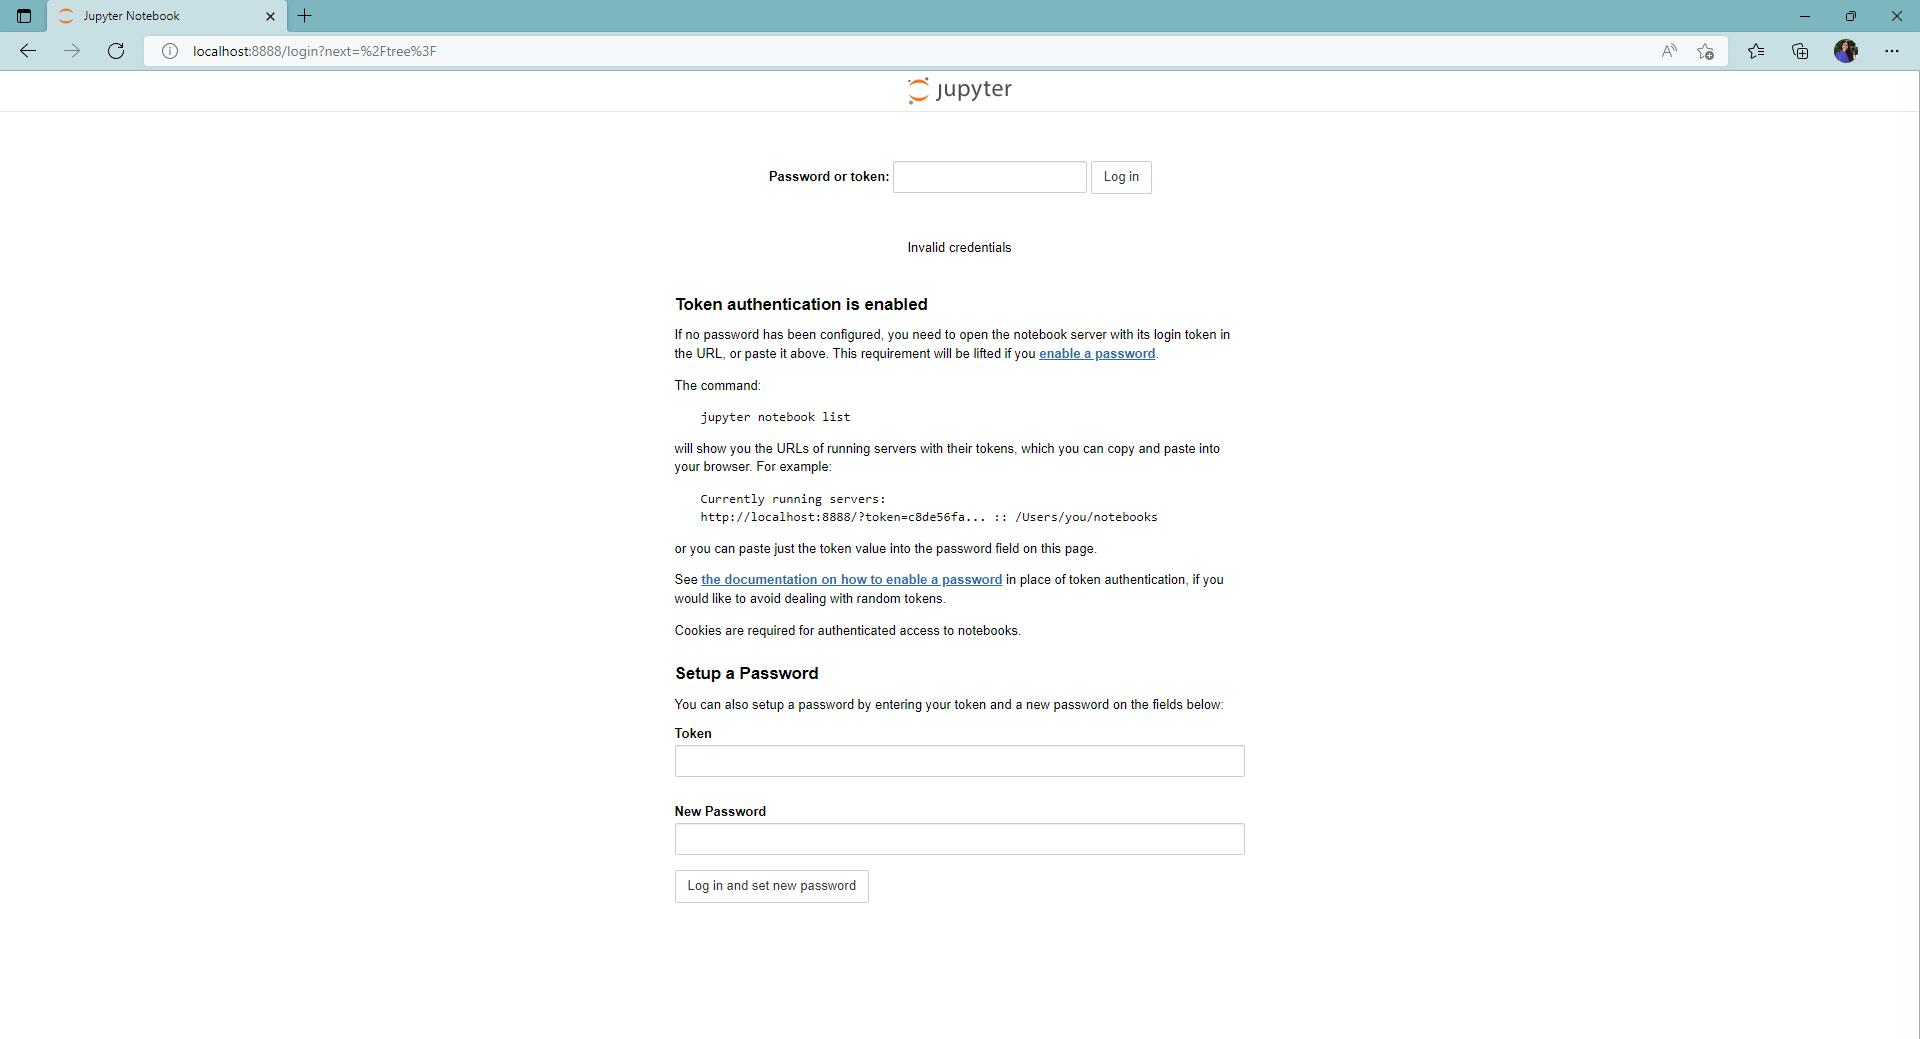 Jupyter Notebook
localhost:8888/login?next=%2Ftree%3F
jupyter
Password or token:
Log in
Invalid credentials
Token authentication is enabled
If no password has been configured, you need to open the notebook server with its login token in
the URL, or paste it above. This requirement will be lifted if you enable a password.
The command:
jupyter notebook list
will show you the URLs of running servers with their tokens, which you can copy and paste into
your browser. For example:
Currently running servers:
http://localhost:8888/?token=c8de56fa... :: /Users/you/notebooks
or you can paste just the token value into the password field on this page.
See the documentation on how to enable a password in place of token authentication, if you
would like to avoid dealing with random tokens.
Cookies are required for authenticated access to notebooks.
Setup a Password
You can also setup a password by entering your token and a new password on the fields below:
Token
New Password
Log in and set new password